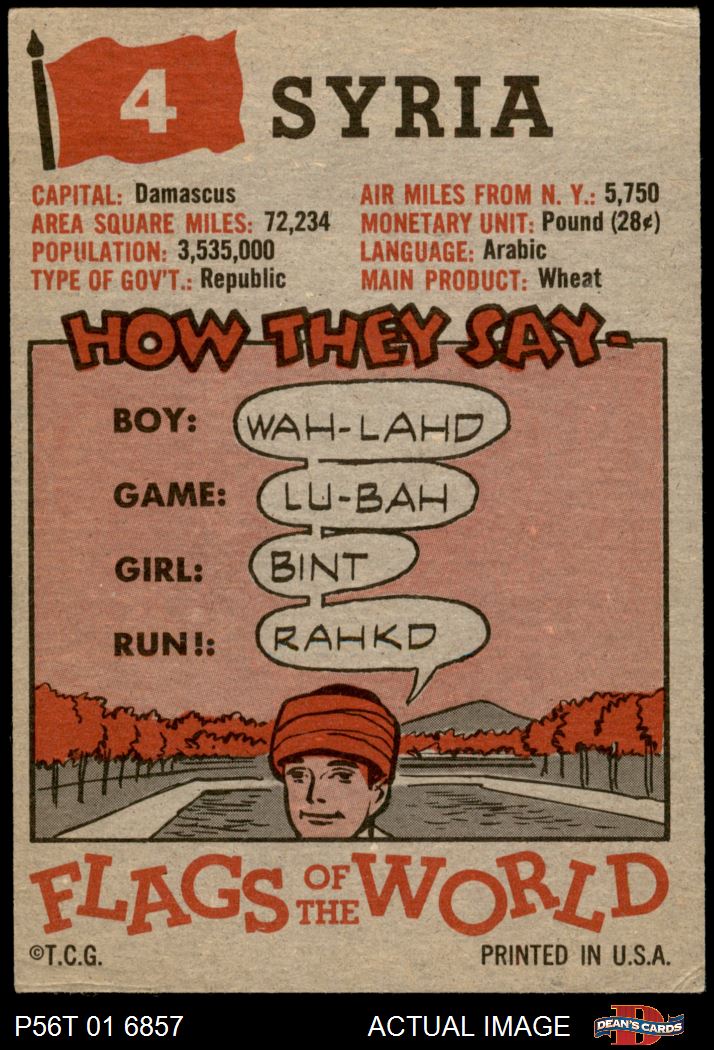 4 SYRIA
CAPITAL: Damascus
AREA SQUARE MILES: 72,234
POPULATION: 3,535,000
TYPE OF GOV'T.: Republic
AIR MILES FROM N. Y.: 5,750
MONETARY UNIT: Pound (28¢)
LANGUAGE: Arabic
MAIN PRODUCT: Wheat
HOW THEY SAY-
BOY: WAH-LAHD
GAME: LU-BAH
GIRL: BINT
RUN!: RAHKD
FLAGS OF THE WORLD
©T.C.G. PRINTED IN U.S.A.
P56T 01 6857 ACTUAL IMAGE D DEAN'S CARDS